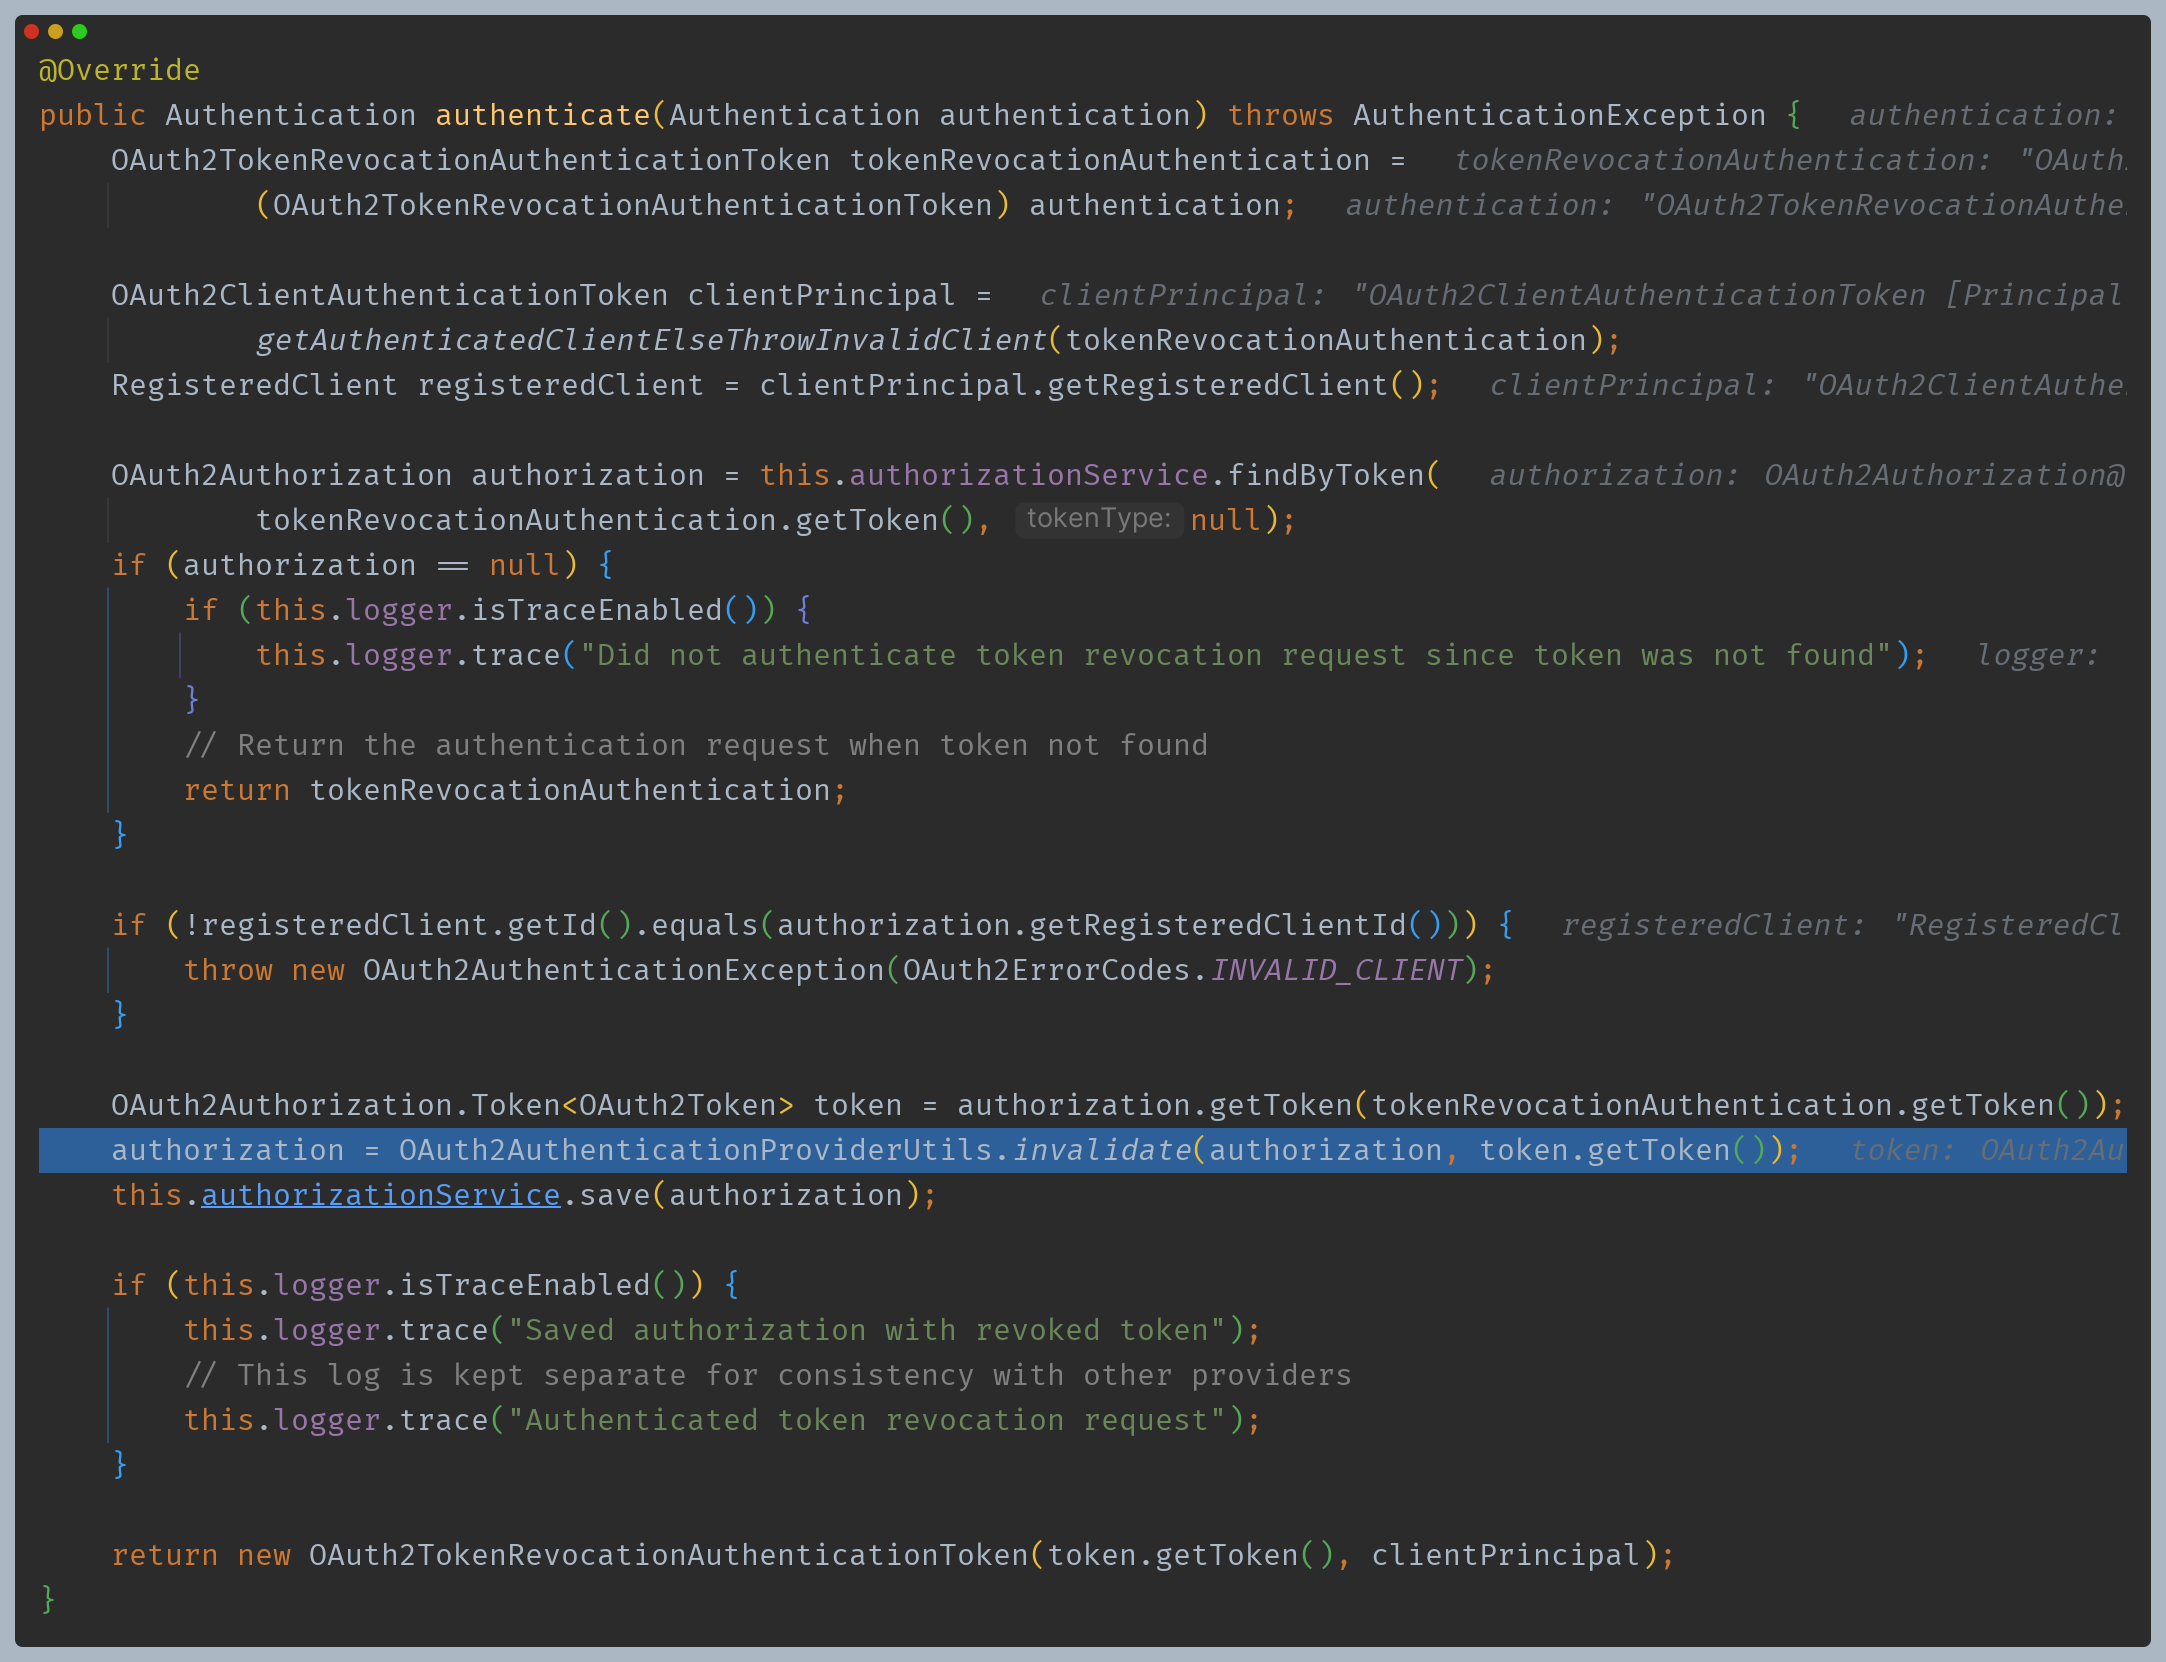 @Override
public Authentication authenticate(Authentication authentication) throws AuthenticationException {   authentication:
    OAuth2TokenRevocationAuthenticationToken tokenRevocationAuthentication =   tokenRevocationAuthentication: "OAuth
            (OAuth2TokenRevocationAuthenticationToken) authentication;   authentication: "OAuth2TokenRevocationAuthe

    OAuth2ClientAuthenticationToken clientPrincipal =   clientPrincipal: "OAuth2ClientAuthenticationToken [Principal
            getAuthenticatedClientElseThrowInvalidClient(tokenRevocationAuthentication);
    RegisteredClient registeredClient = clientPrincipal.getRegisteredClient();   clientPrincipal: "OAuth2ClientAuthe

    OAuth2Authorization authorization = this.authorizationService.findByToken(   authorization: OAuth2Authorization@
            tokenRevocationAuthentication.getToken(), tokenType: null);
    if (authorization == null) {
        if (this.logger.isTraceEnabled()) {
            this.logger.trace("Did not authenticate token revocation request since token was not found");   logger:
        }
        // Return the authentication request when token not found
        return tokenRevocationAuthentication;
    }

    if (!registeredClient.getId().equals(authorization.getRegisteredClientId())) {   registeredClient: "RegisteredCl
        throw new OAuth2AuthenticationException(OAuth2ErrorCodes.INVALID_CLIENT);
    }

    OAuth2Authorization.Token<OAuth2Token> token = authorization.getToken(tokenRevocationAuthentication.getToken());
    authorization = OAuth2AuthenticationProviderUtils.invalidate(authorization, token.getToken());   token: OAuth2Au
    this.authorizationService.save(authorization);

    if (this.logger.isTraceEnabled()) {
        this.logger.trace("Saved authorization with revoked token");
        // This log is kept separate for consistency with other providers
        this.logger.trace("Authenticated token revocation request");
    }

    return new OAuth2TokenRevocationAuthenticationToken(token.getToken(), clientPrincipal);
}